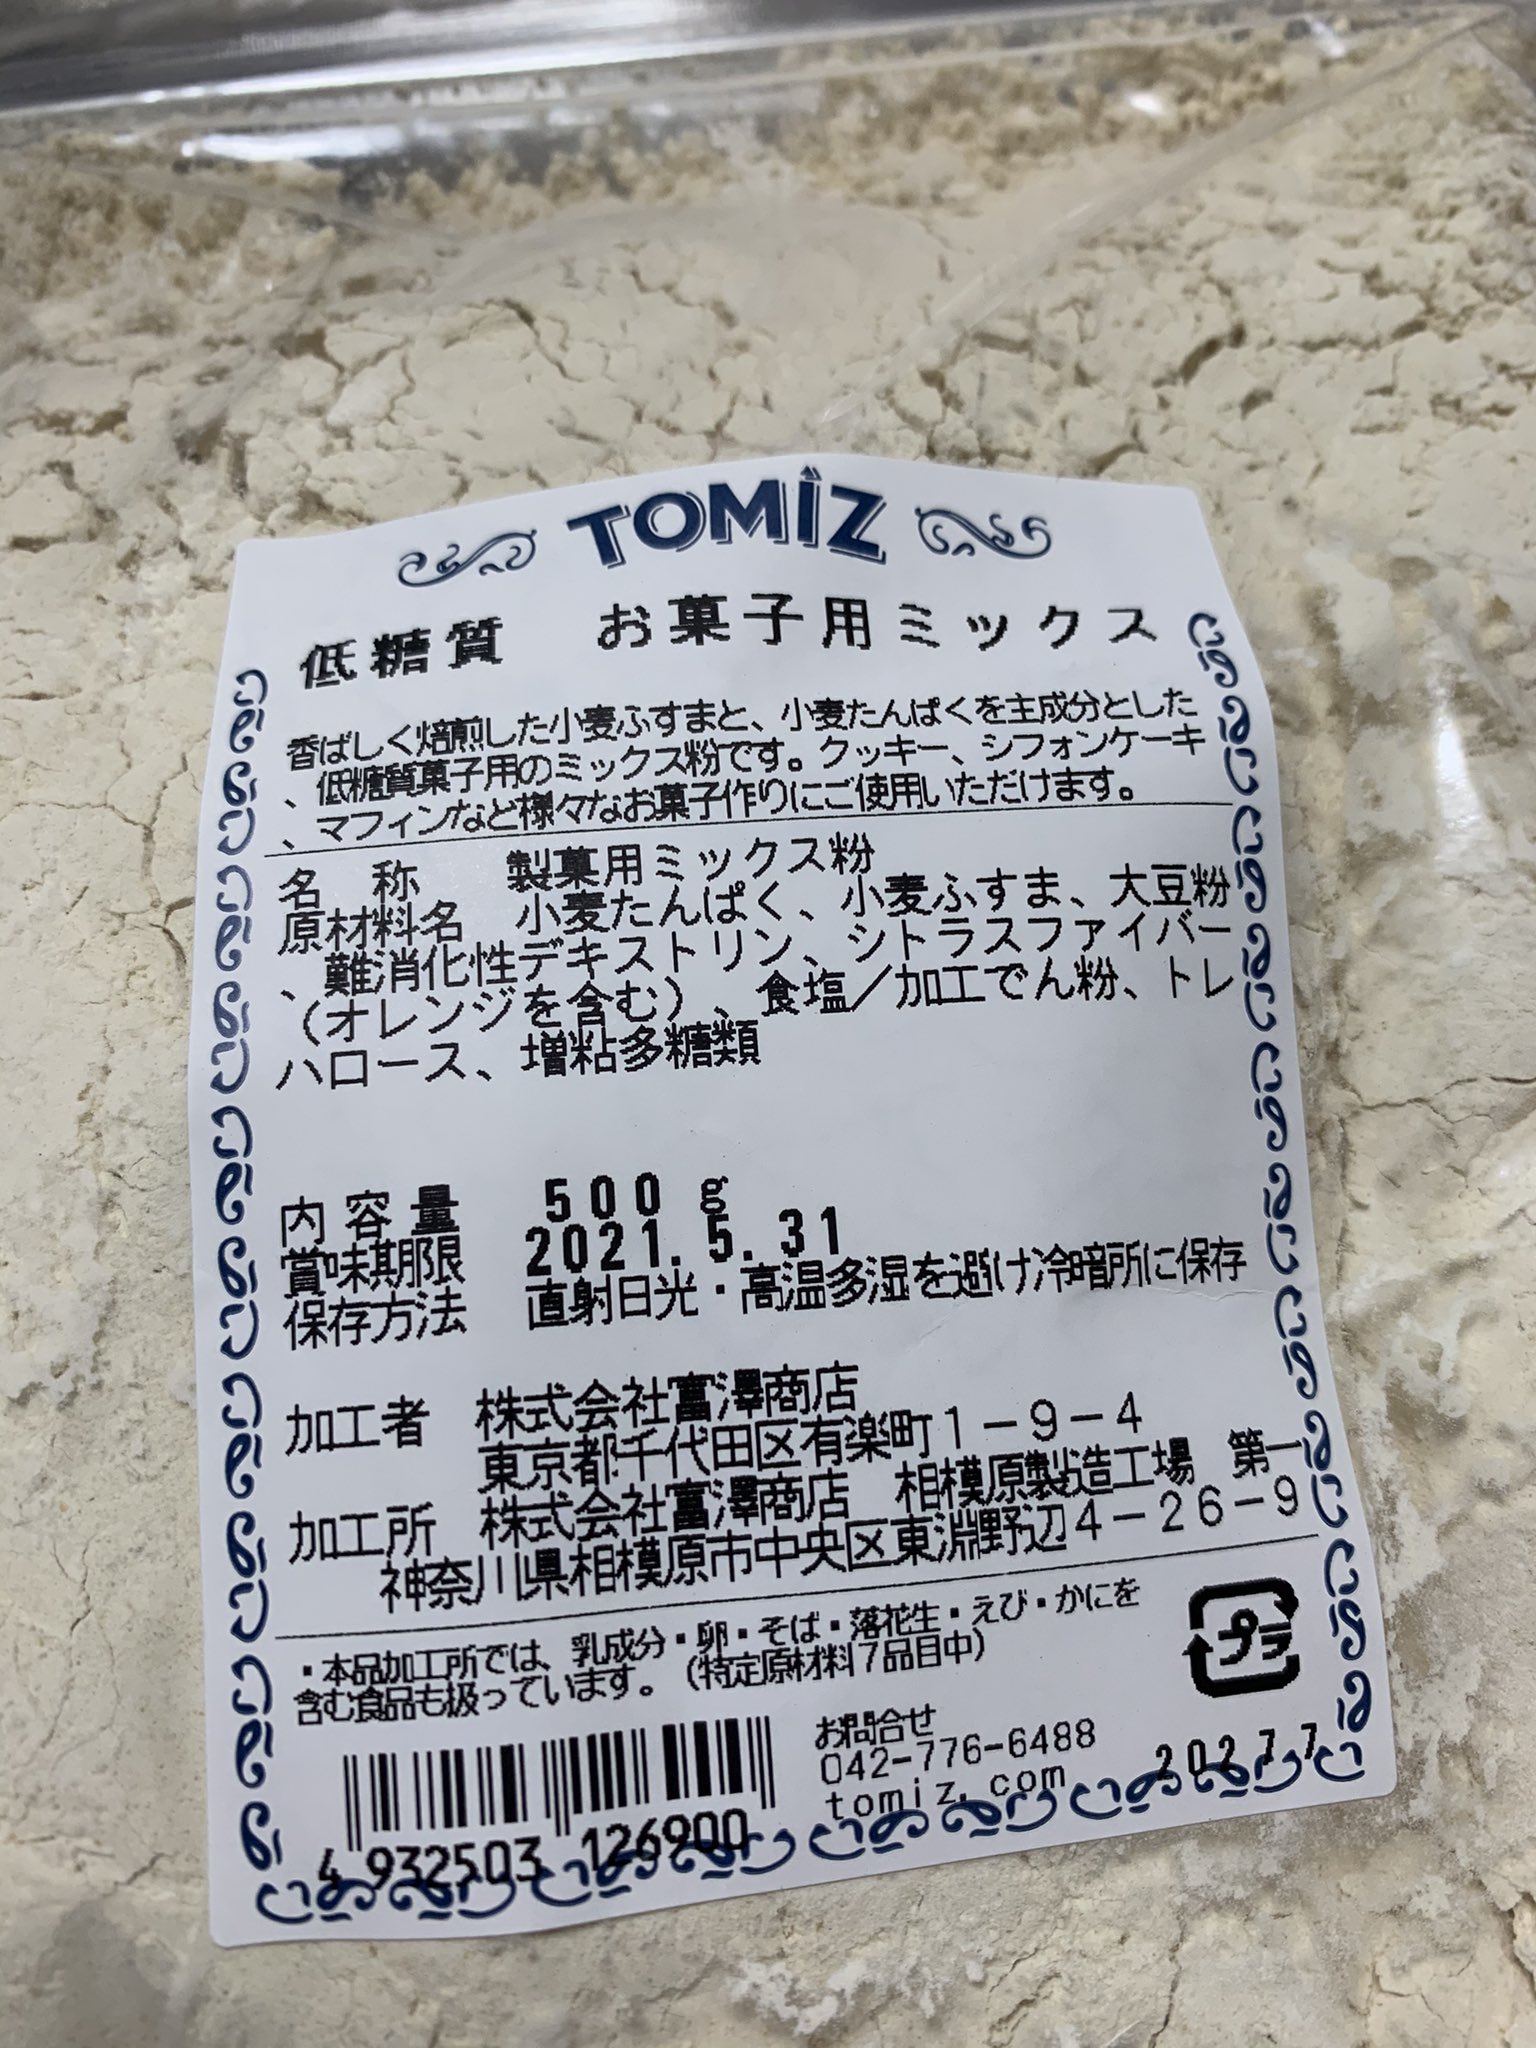 TOMIZ
低糖質　お菓子用ミックス
香ばしく焙煎した小麦ふすまと、小麦たんぱくを主成分とした
、低糖質菓子用のミックス粉です。クッキー、シフォンケーキ
、マフィンなど様々なお菓子作りにご使用いただけます。
名　称　製菓用ミックス粉
原材料名　小麦たんぱく、小麦ふすま、大豆粉
、難消化性デキストリン、シトラスファイバー
（オレンジを含む）、食塩／加工でん粉、トレ
ハロース、増粘多糖類
内容量　500 g
賞味期限　2021. 5. 31
保存方法　直射日光・高温多湿を避け冷暗所に保存
加工者　株式会社富澤商店
東京都千代田区有楽町1－9－4
加工所　株式会社富澤商店　相模原製造工場　第一
神奈川県相模原市中央区東淵野辺4－26－9
・本品加工所では、乳成分・卵・そば・落花生・えび・かにを
含む食品も扱っています。（特定原材料7品目中）
プラ
お問合せ
042-776-6488
tomiz.com
20277
4 932503 126900